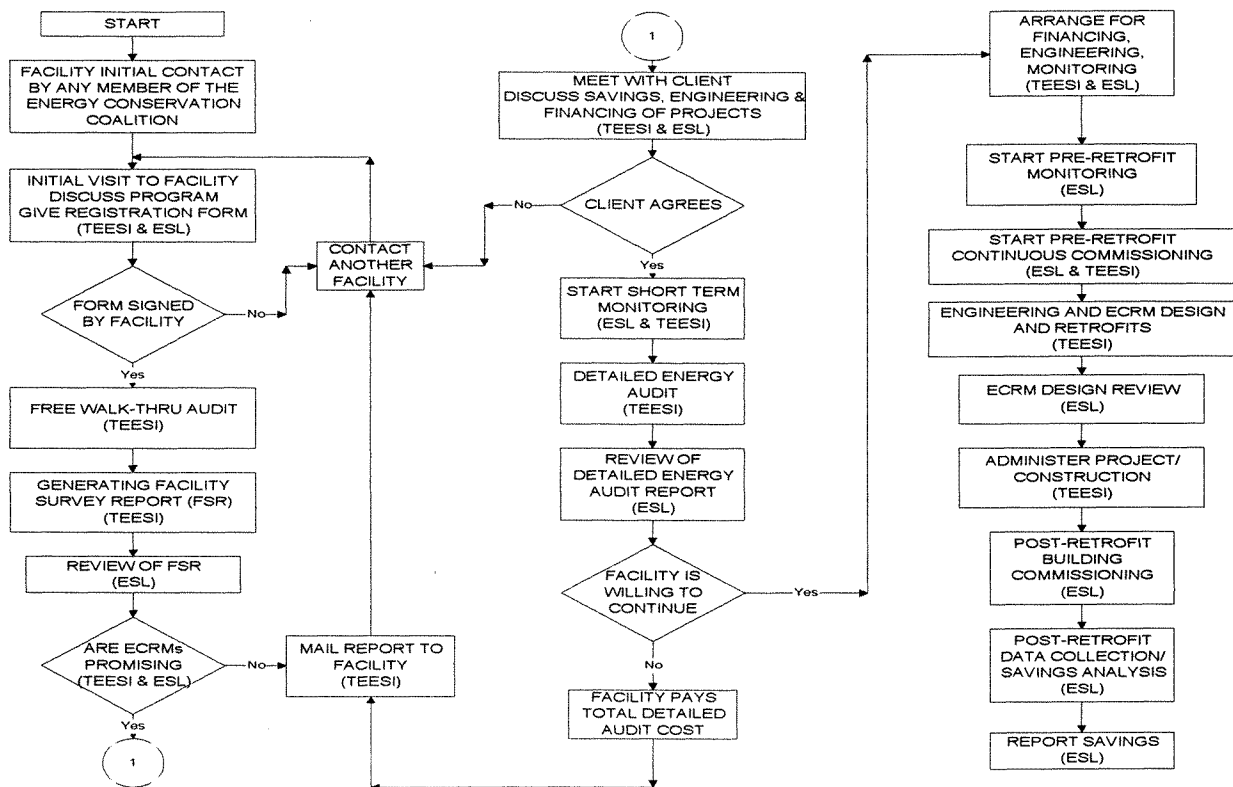 START
FACILITY INITIAL CONTACT
BY ANY MEMBER OF THE
ENERGY CONSERVATION
COALITION
INITIAL VISIT TO FACILITY
DISCUSS PROGRAM
GIVE REGISTRATION FORM
(TEESI & ESL)
FORM SIGNED
BY FACILITY
No
Yes
FREE WALK-THRU AUDIT
(TEESI)
GENERATING FACILITY
SURVEY REPORT (FSR)
(TEESI)
REVIEW OF FSR
(ESL)
ARE ECRMs
PROMISING
(TEESI & ESL)
No
Yes
1
CONTACT
ANOTHER
FACILITY
MAIL REPORT TO
FACILITY
(TEESI)
1
MEET WITH CLIENT
DISCUSS SAVINGS, ENGINEERING &
FINANCING OF PROJECTS
(TEESI & ESL)
CLIENT AGREES
No
Yes
START SHORT TERM
MONITORING
(ESL & TEESI)
DETAILED ENERGY
AUDIT
(TEESI)
REVIEW OF
DETAILED ENERGY
AUDIT REPORT
(ESL)
FACILITY IS
WILLING TO
CONTINUE
Yes
No
FACILITY PAYS
TOTAL DETAILED
AUDIT COST
ARRANGE FOR
FINANCING,
ENGINEERING,
MONITORING
(TEESI & ESL)
START PRE-RETROFIT
MONITORING
(ESL)
START PRE-RETROFIT
CONTINUOUS COMMISSIONING
(ESL & TEESI)
ENGINEERING AND ECRM DESIGN
AND RETROFITS
(TEESI)
ECRM DESIGN REVIEW
(ESL)
ADMINISTER PROJECT/
CONSTRUCTION
(TEESI)
POST-RETROFIT
BUILDING
COMMISSIONING
(ESL)
POST-RETROFIT
DATA COLLECTION/
SAVINGS ANALYSIS
(ESL)
REPORT SAVINGS
(ESL)